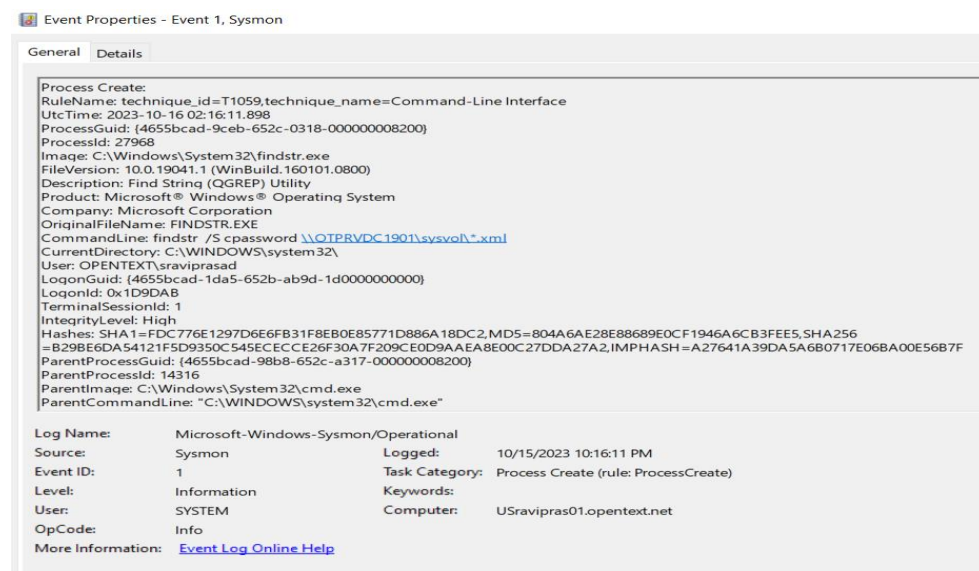 Event Properties - Event 1, Sysmon
General Details
Process Create:
RuleName: technique_id=T1059,technique_name=Command-Line Interface
UtcTime: 2023-10-16 02:16:11.898
ProcessGuid: {4655bcad-9ceb-652c-0318-000000008200}
ProcessId: 27968
Image: C:\Windows\System32\findstr.exe
FileVersion: 10.0.19041.1 (WinBuild.160101.0800)
Description: Find String (QGREP) Utility
Product: Microsoft® Windows® Operating System
Company: Microsoft Corporation
OriginalFileName: FINDSTR.EXE
CommandLine: findstr /S cpassword \\OTPRVDC1901\sysvol\*.xml
CurrentDirectory: C:\WINDOWS\system32\
User: OPENTEXT\sraviprasad
LogonGuid: {4655bcad-1da5-652b-ab9d-1d0000000000}
LogonId: 0x1D9DAB
TerminalSessionId: 1
IntegrityLevel: High
Hashes: SHA1=FDC776E1297D6E6FB31F8EB0E85771D886A18DC2,MD5=804A6AE28E88689E0CF1946A6CB3FEE5,SHA256
=B29BE6DA54121F5D9350C545ECECCE26F30A7F209CE0D9AAEA8E00C27DDA27A2,IMPHASH=A27641A39DA5A6B0717E06BA00E56B7F
ParentProcessGuid: {4655bcad-98b8-652c-a317-000000008200}
ParentProcessId: 14316
ParentImage: C:\Windows\System32\cmd.exe
ParentCommandLine: "C:\WINDOWS\system32\cmd.exe"
Log Name: Microsoft-Windows-Sysmon/Operational
Source: Sysmon Logged: 10/15/2023 10:16:11 PM
Event ID: 1 Task Category: Process Create (rule: ProcessCreate)
Level: Information Keywords:
User: SYSTEM Computer: USravipras01.opentext.net
OpCode: Info
More Information: Event Log Online Help